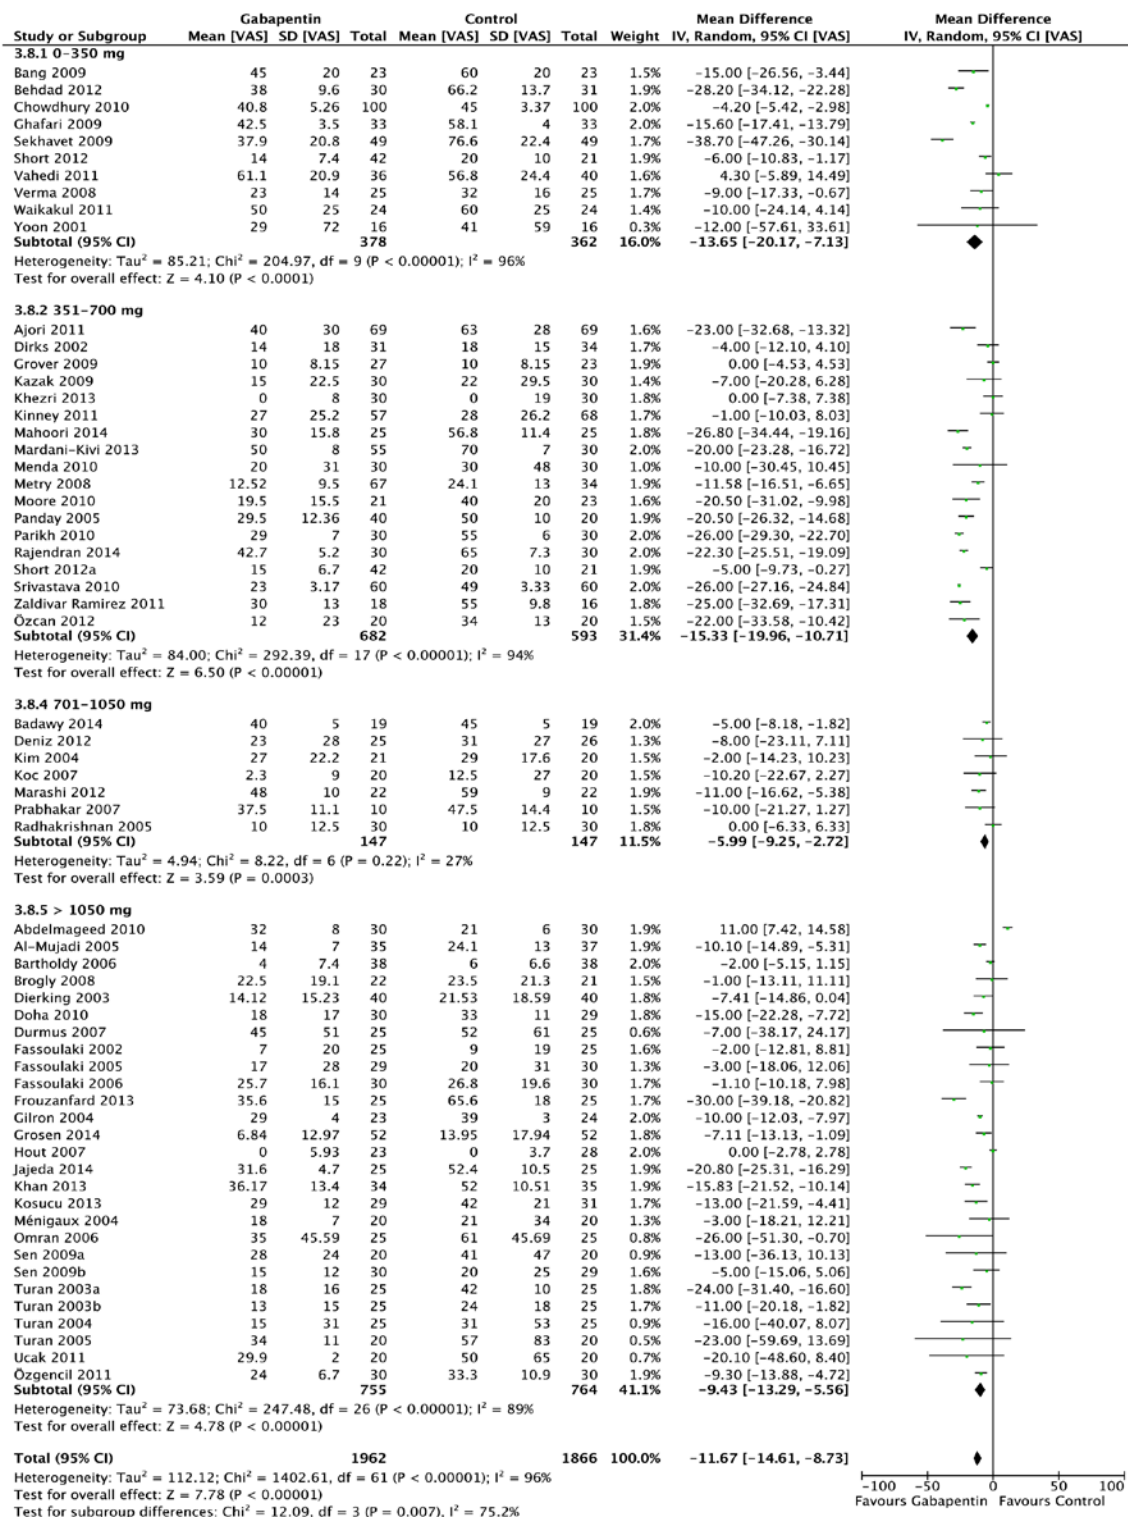 Gabapentin Control Mean Difference Mean Difference
Study or Subgroup Mean [VAS] SD [VAS] Total Mean [VAS] SD [VAS] Total Weight IV, Random, 95% CI [VAS] IV, Random, 95% CI [VAS]
3.8.1 0–350 mg
Bang 2009 45 20 23 60 20 23 1.5% -15.00 [-26.56, -3.44]
Behdad 2012 38 9.6 30 66.2 13.7 31 1.9% -28.20 [-34.12, -22.28]
Chowdhury 2010 40.8 5.26 100 45 3.37 100 2.0% -4.20 [-5.42, -2.98]
Ghafari 2009 42.5 3.5 33 58.1 4 33 2.0% -15.60 [-17.41, -13.79]
Sekhavet 2009 37.9 20.8 49 76.6 22.4 49 1.7% -38.70 [-47.26, -30.14]
Short 2012 14 7.4 42 20 10 21 1.9% -6.00 [-10.83, -1.17]
Vahedi 2011 61.1 20.9 36 56.8 24.4 40 1.6% 4.30 [-5.89, 14.49]
Verma 2008 23 14 25 32 16 25 1.7% -9.00 [-17.33, -0.67]
Waikakul 2011 50 25 24 60 25 24 1.4% -10.00 [-24.14, 4.14]
Yoon 2001 29 72 16 41 59 16 0.3% -12.00 [-57.61, 33.61]
Subtotal (95% CI) 378 362 16.0% -13.65 [-20.17, -7.13]
Heterogeneity: Tau² = 85.21; Chi² = 204.97, df = 9 (P < 0.00001); I² = 96%
Test for overall effect: Z = 4.10 (P < 0.0001)
3.8.2 351–700 mg
Ajori 2011 40 30 69 63 28 69 1.6% -23.00 [-32.68, -13.32]
Dirks 2002 14 18 31 18 15 34 1.7% -4.00 [-12.10, 4.10]
Grover 2009 10 8.15 27 10 8.15 23 1.9% 0.00 [-4.53, 4.53]
Kazak 2009 15 22.5 30 22 29.5 30 1.4% -7.00 [-20.28, 6.28]
Khezri 2013 0 8 30 0 19 30 1.8% 0.00 [-7.38, 7.38]
Kinney 2011 27 25.2 57 28 26.2 68 1.7% -1.00 [-10.03, 8.03]
Mahoori 2014 30 15.8 25 56.8 11.4 25 1.8% -26.80 [-34.44, -19.16]
Mardani-Kivi 2013 50 8 55 70 7 30 2.0% -20.00 [-23.28, -16.72]
Menda 2010 20 31 30 30 48 30 1.0% -10.00 [-30.45, 10.45]
Metry 2008 12.52 9.5 67 24.1 13 34 1.9% -11.58 [-16.51, -6.65]
Moore 2010 19.5 15.5 21 40 20 23 1.6% -20.50 [-31.02, -9.98]
Panday 2005 29.5 12.36 40 50 10 20 1.9% -20.50 [-26.32, -14.68]
Parikh 2010 29 7 30 55 6 30 2.0% -26.00 [-29.30, -22.70]
Rajendran 2014 42.7 5.2 30 65 7.3 30 2.0% -22.30 [-25.51, -19.09]
Short 2012a 15 6.7 42 20 10 21 1.9% -5.00 [-9.73, -0.27]
Srivastava 2010 23 3.17 60 49 3.33 60 2.0% -26.00 [-27.16, -24.84]
Zaldivar Ramirez 2011 30 13 18 55 9.8 16 1.8% -25.00 [-32.69, -17.31]
Özcan 2012 12 23 20 34 13 20 1.6% -22.00 [-33.58, -10.42]
Subtotal (95% CI) 682 593 31.4% -15.33 [-19.96, -10.71]
Heterogeneity: Tau² = 84.00; Chi² = 292.39, df = 17 (P < 0.00001); I² = 94%
Test for overall effect: Z = 6.50 (P < 0.00001)
3.8.4 701–1050 mg
Badawy 2014 40 5 19 45 5 19 2.0% -5.00 [-8.18, -1.82]
Deniz 2012 23 28 25 31 27 26 1.3% -8.00 [-23.11, 7.11]
Kim 2004 27 22.2 21 29 17.6 20 1.5% -2.00 [-14.23, 10.23]
Koc 2007 2.3 9 20 12.5 27 20 1.5% -10.20 [-22.67, 2.27]
Marashi 2012 48 10 22 59 9 22 1.9% -11.00 [-16.62, -5.38]
Prabhakar 2007 37.5 11.1 10 47.5 14.4 10 1.5% -10.00 [-21.27, 1.27]
Radhakrishnan 2005 10 12.5 30 10 12.5 30 1.8% 0.00 [-6.33, 6.33]
Subtotal (95% CI) 147 147 11.5% -5.99 [-9.25, -2.72]
Heterogeneity: Tau² = 4.94; Chi² = 8.22, df = 6 (P = 0.22); I² = 27%
Test for overall effect: Z = 3.59 (P = 0.0003)
3.8.5 > 1050 mg
Abdelmageed 2010 32 8 30 21 6 30 1.9% 11.00 [7.42, 14.58]
Al-Mujadi 2005 14 7 35 24.1 13 37 1.9% -10.10 [-14.89, -5.31]
Bartholdy 2006 4 7.4 38 6 6.6 38 2.0% -2.00 [-5.15, 1.15]
Brogly 2008 22.5 19.1 22 23.5 21.3 21 1.5% -1.00 [-13.11, 11.11]
Dierking 2003 14.12 15.23 40 21.53 18.59 40 1.8% -7.41 [-14.86, 0.04]
Doha 2010 18 17 30 33 11 29 1.8% -15.00 [-22.28, -7.72]
Durmus 2007 45 51 25 52 61 25 0.6% -7.00 [-38.17, 24.17]
Fassoulaki 2002 7 20 25 9 19 25 1.6% -2.00 [-12.81, 8.81]
Fassoulaki 2005 17 28 29 20 31 30 1.3% -3.00 [-18.06, 12.06]
Fassoulaki 2006 25.7 16.1 30 26.8 19.6 30 1.7% -1.10 [-10.18, 7.98]
Frouzanfard 2013 35.6 15 25 65.6 18 25 1.7% -30.00 [-39.18, -20.82]
Gilron 2004 29 4 23 39 3 24 2.0% -10.00 [-12.03, -7.97]
Grosen 2014 6.84 12.97 52 13.95 17.94 52 1.8% -7.11 [-13.13, -1.09]
Hout 2007 0 5.93 23 0 3.7 28 2.0% 0.00 [-2.78, 2.78]
Jajeda 2014 31.6 4.7 25 52.4 10.5 25 1.9% -20.80 [-25.31, -16.29]
Khan 2013 36.17 13.4 34 52 10.51 35 1.9% -15.83 [-21.52, -10.14]
Kosucu 2013 29 12 29 42 21 31 1.7% -13.00 [-21.59, -4.41]
Ménigaux 2004 18 7 20 21 34 20 1.3% -3.00 [-18.21, 12.21]
Omran 2006 35 45.59 25 61 45.69 25 0.8% -26.00 [-51.30, -0.70]
Sen 2009a 28 24 20 41 47 20 0.9% -13.00 [-36.13, 10.13]
Sen 2009b 15 12 30 20 25 29 1.6% -5.00 [-15.06, 5.06]
Turan 2003a 18 16 25 42 10 25 1.8% -24.00 [-31.40, -16.60]
Turan 2003b 13 15 25 24 18 25 1.7% -11.00 [-20.18, -1.82]
Turan 2004 15 31 25 31 53 25 0.9% -16.00 [-40.07, 8.07]
Turan 2005 34 11 20 57 83 20 0.5% -23.00 [-59.69, 13.69]
Ucak 2011 29.9 2 20 50 65 20 0.7% -20.10 [-48.60, 8.40]
Özgencil 2011 24 6.7 30 33.3 10.9 30 1.9% -9.30 [-13.88, -4.72]
Subtotal (95% CI) 755 764 41.1% -9.43 [-13.29, -5.56]
Heterogeneity: Tau² = 73.68; Chi² = 247.48, df = 26 (P < 0.00001); I² = 89%
Test for overall effect: Z = 4.78 (P < 0.00001)
Total (95% CI) 1962 1866 100.0% -11.67 [-14.61, -8.73]
Heterogeneity: Tau² = 112.12; Chi² = 1402.61, df = 61 (P < 0.00001); I² = 96%
Test for overall effect: Z = 7.78 (P < 0.00001)
Test for subgroup differences: Chi² = 12.09, df = 3 (P = 0.007), I² = 75.2%
-100 -50 0 50 100
Favours Gabapentin Favours Control